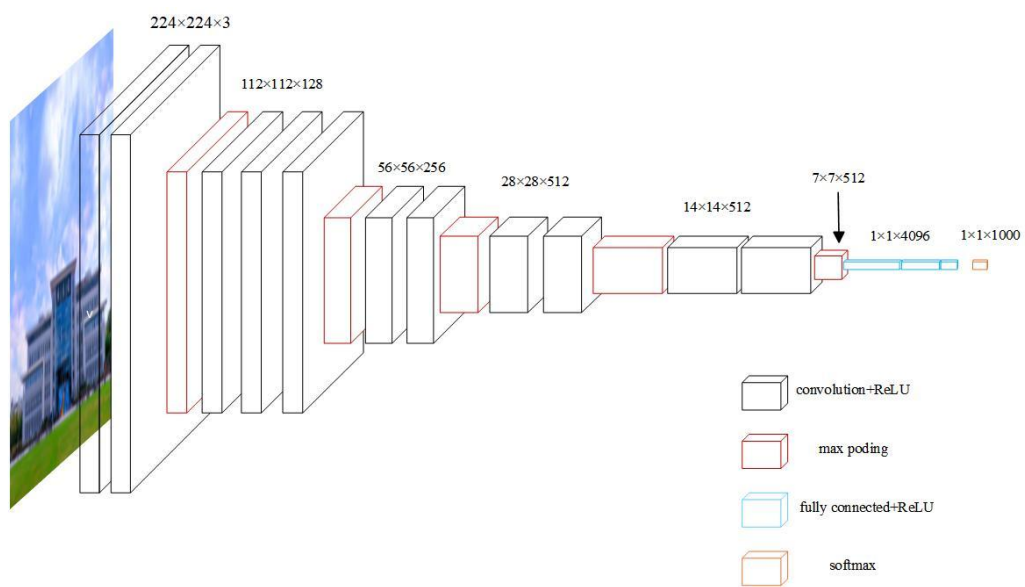 224×224×3
112×112×128
56×56×256
28×28×512
14×14×512
7×7×512
1×1×4096
1×1×1000
convolution+ReLU
max poding
fully connected+ReLU
softmax